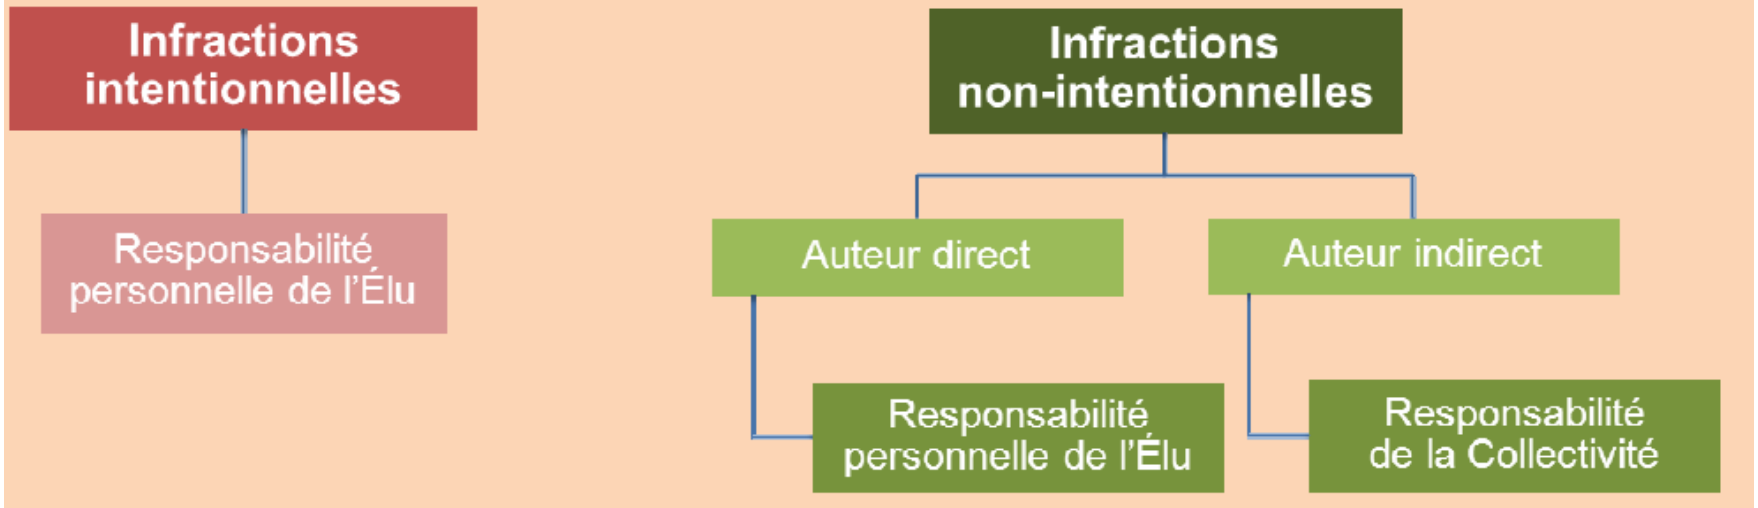 Infractions
intentionnelles
Responsabilité
personnelle de l'Élu
Infractions
non-intentionnelles
Auteur direct
Auteur indirect
Responsabilité
personnelle de l'Élu
Responsabilité
de la Collectivité